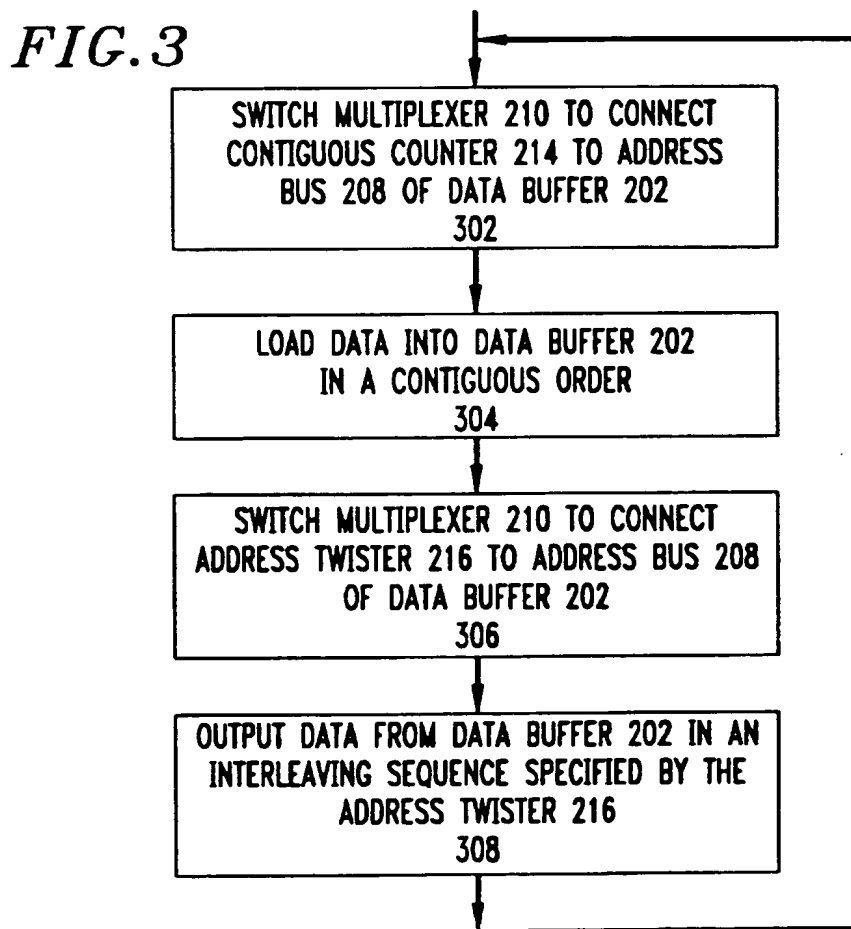 FIG.3
SWITCH MULTIPLEXER 210 TO CONNECT
CONTIGUOUS COUNTER 214 TO ADDRESS
BUS 208 OF DATA BUFFER 202
302
LOAD DATA INTO DATA BUFFER 202
IN A CONTIGUOUS ORDER
304
SWITCH MULTIPLEXER 210 TO CONNECT
ADDRESS TWISTER 216 TO ADDRESS BUS 208
OF DATA BUFFER 202
306
OUTPUT DATA FROM DATA BUFFER 202 IN AN
INTERLEAVING SEQUENCE SPECIFIED BY THE
ADDRESS TWISTER 216
308